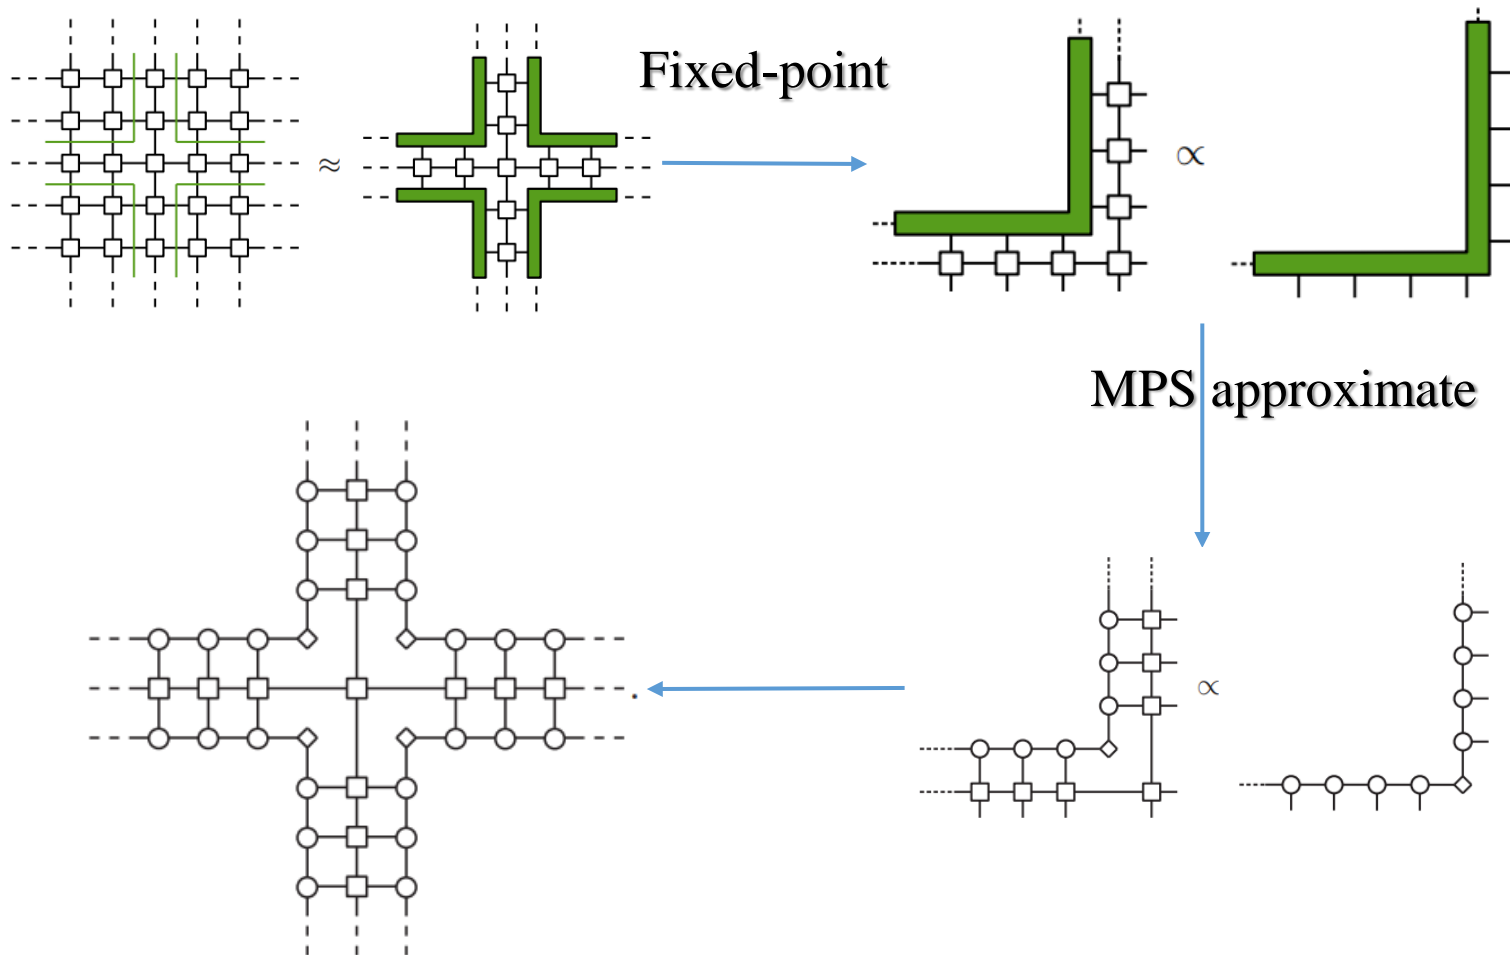 Fixed-point
≈
∝
MPS approximate
∝
.